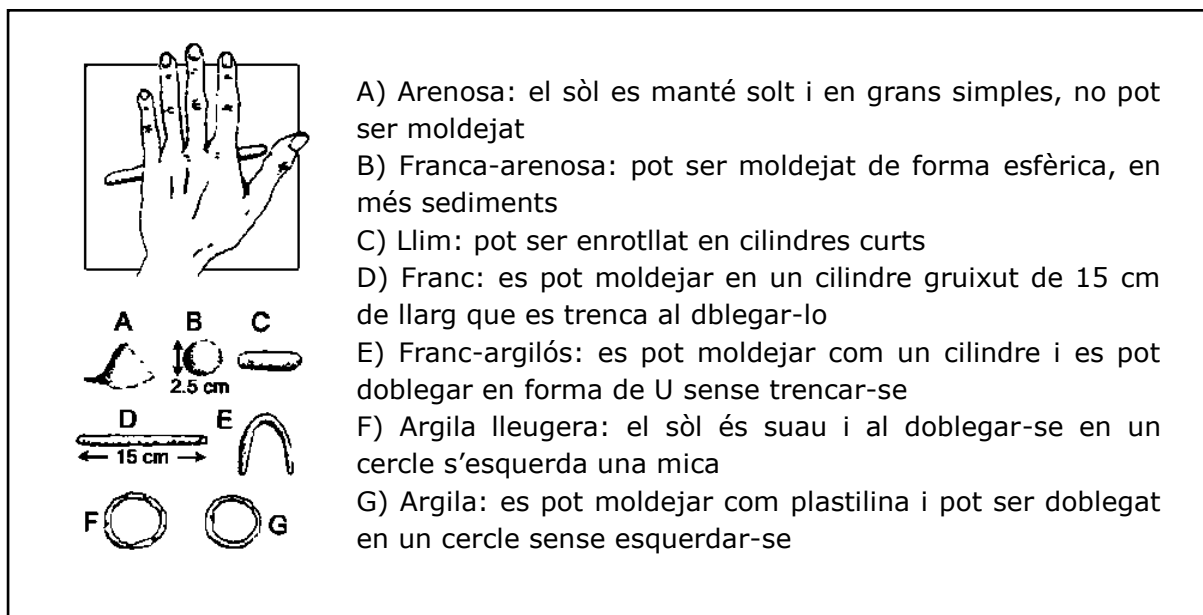 A B C
2.5 cm
D E
15 cm
F G
A) Arenosa: el sòl es manté solt i en grans simples, no pot
ser moldejat
B) Franca-arenosa: pot ser moldejat de forma esfèrica, en
més sediments
C) Llim: pot ser enrotllat en cilindres curts
D) Franc: es pot moldejar en un cilindre gruixut de 15 cm
de llarg que es trenca al dblegar-lo
E) Franc-argilós: es pot moldejar com un cilindre i es pot
doblegar en forma de U sense trencar-se
F) Argila lleugera: el sòl és suau i al doblegar-se en un
cercle s’esquerda una mica
G) Argila: es pot moldejar com plastilina i pot ser doblegat
en un cercle sense esquerdar-se